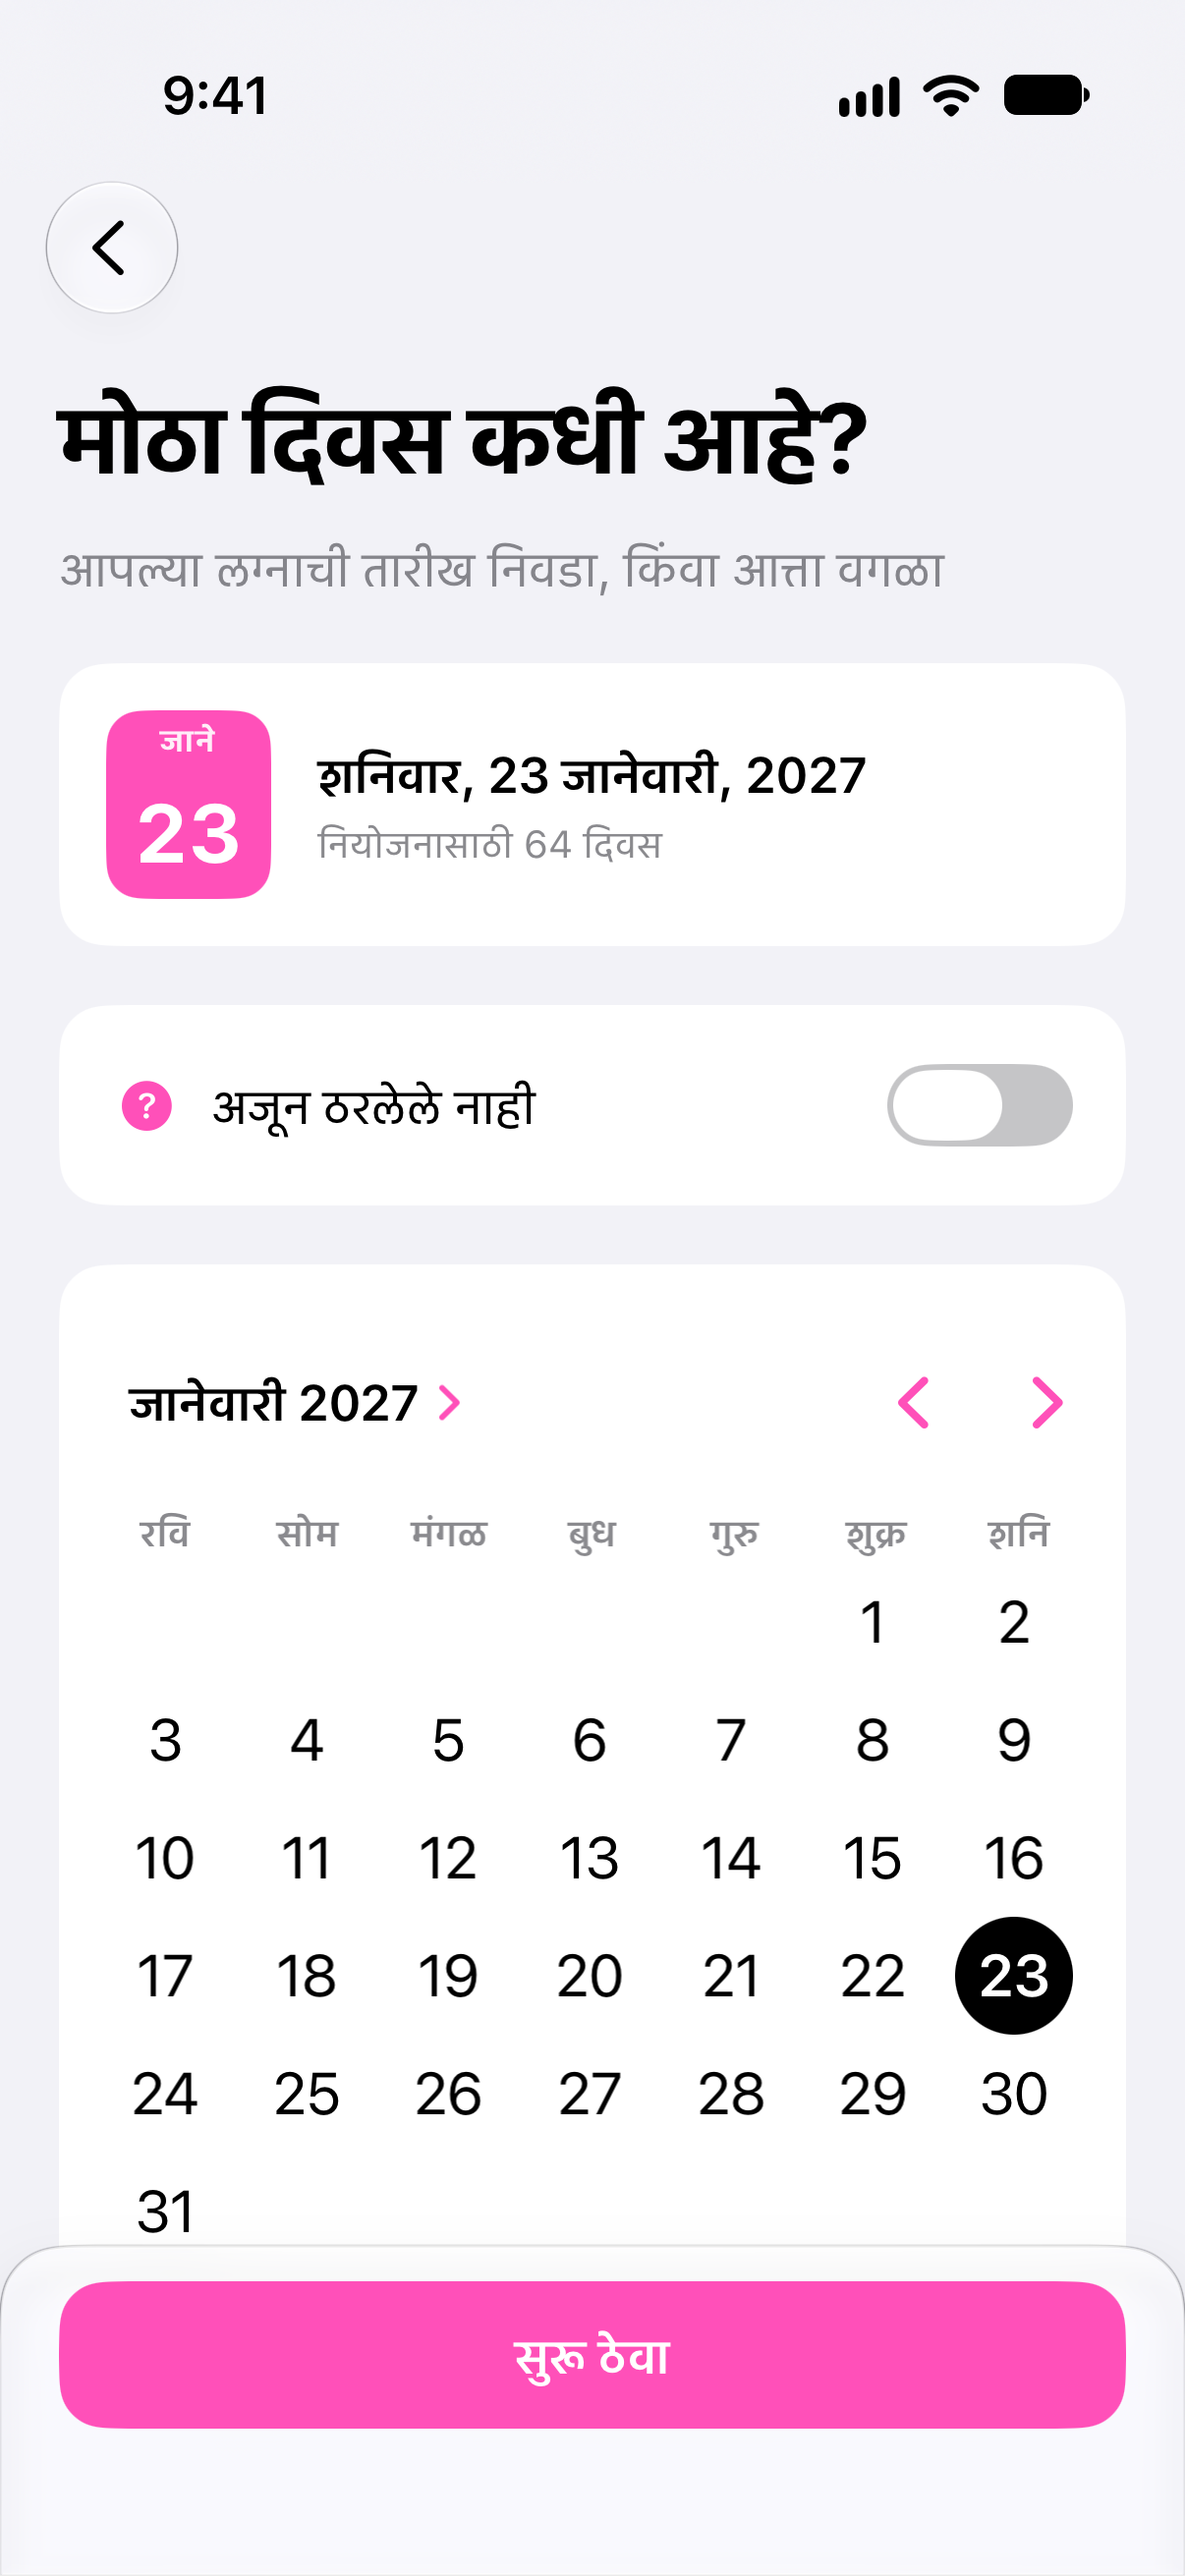 9:41
मोठा दिवस कधी आहे?
आपल्या लग्नाची तारीख निवडा, किंवा आत्ता वगळा
जाने
23
शनिवार, 23 जानेवारी, 2027
नियोजनासाठी 64 दिवस
? अजून ठरलेले नाही
जानेवारी 2027
रवि सोम मंगळ बुध गुरु शुक्र शनि
1 2
3 4 5 6 7 8 9
10 11 12 13 14 15 16
17 18 19 20 21 22 23
24 25 26 27 28 29 30
31
सुरू ठेवा